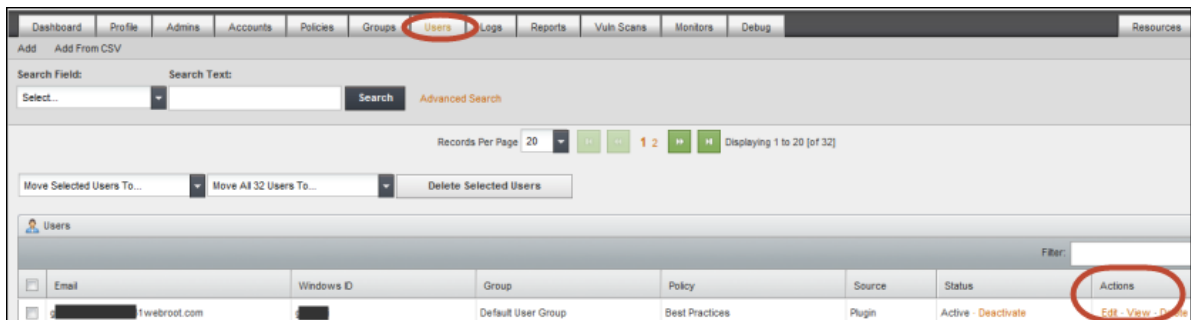 Dashboard Profile Admins Accounts Policies Groups Users Logs Reports Vuln Scans Monitors Debug Resources
Add Add From CSV
Search Field: Search Text:
Select... Search Advanced Search
Records Per Page 20 1 2 Displaying 1 to 20 [of 32]
Move Selected Users To... Move All 32 Users To... Delete Selected Users
Users
Filter:
Email Windows ID Group Policy Source Status Actions
Default User Group Best Practices Plugin Active - Deactivate Edit - View - Delete